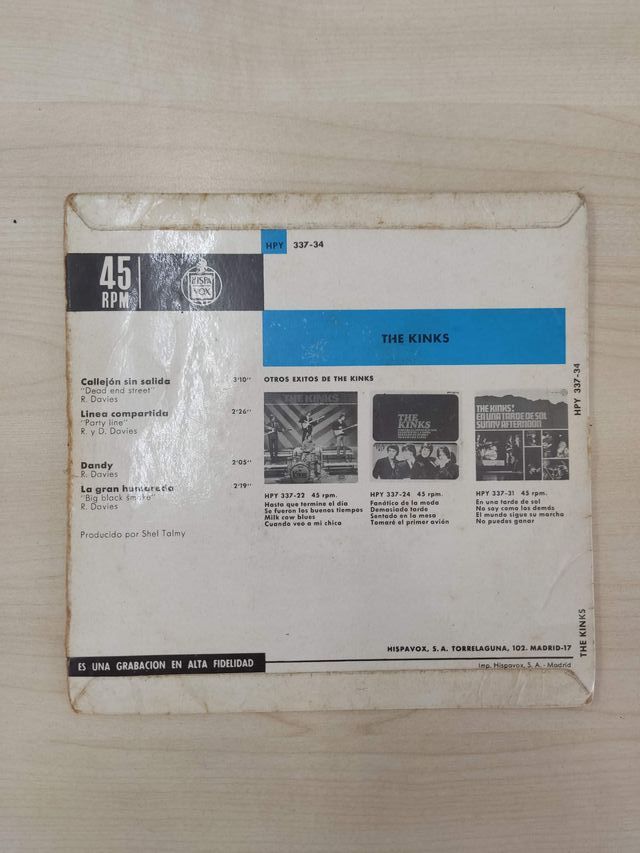 HPY 337-34
45
RPM
HISPA
VOX
THE KINKS
Callejón sin salida 3'10"
"Dead end street"
R. Davies
Linea compartida 2'26"
"Party line"
R. y D. Davies
Dandy 2'05"
R. Davies
La gran humareda 2'19"
"Big black smoke"
R. Davies
Producido por Shel Talmy
OTROS EXITOS DE THE KINKS
THE KINKS
HPY 337-22 45 rpm.
Hasta que termine el día
Se fueron los buenos tiempos
Milk cow blues
Cuando veo a mi chica
THE
KINKS
HPY 337-24 45 rpm.
Fanático de la moda
Demasiado tarde
Sentado en la mesa
Tomaré el primer avión
THE KINKS!
EN UNA TARDE DE SOL
SUNNY AFTERNOON
HPY 337-31 45 rpm.
En una tarde de sol
No soy como los demás
El mundo sigue su marcha
No puedes ganar
HPY 337-34
THE KINKS
HISPAVOX, S. A. TORRELAGUNA, 102. MADRID-17
ES UNA GRABACION EN ALTA FIDELIDAD
Imp. Hispavox, S. A. - Madrid